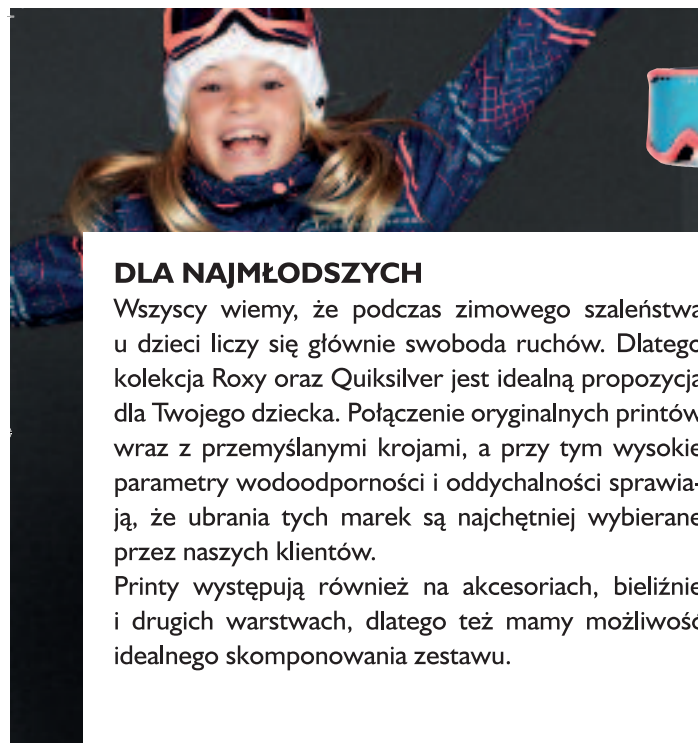 DLA NAJMŁODSZYCH
Wszyscy wiemy, że podczas zimowego szaleństwa
u dzieci liczy się głównie swoboda ruchów. Dlatego
kolekcja Roxy oraz Quiksilver jest idealną propozycją
dla Twojego dziecka. Połączenie oryginalnych printów
wraz z przemyślanymi krojami, a przy tym wysokie
parametry wodoodporności i oddychalności sprawia-
ją, że ubrania tych marek są najchętniej wybierane
przez naszych klientów.
Printy występują również na akcesoriach, bieliźnie
i drugich warstwach, dlatego też mamy możliwość
idealnego skomponowania zestawu.